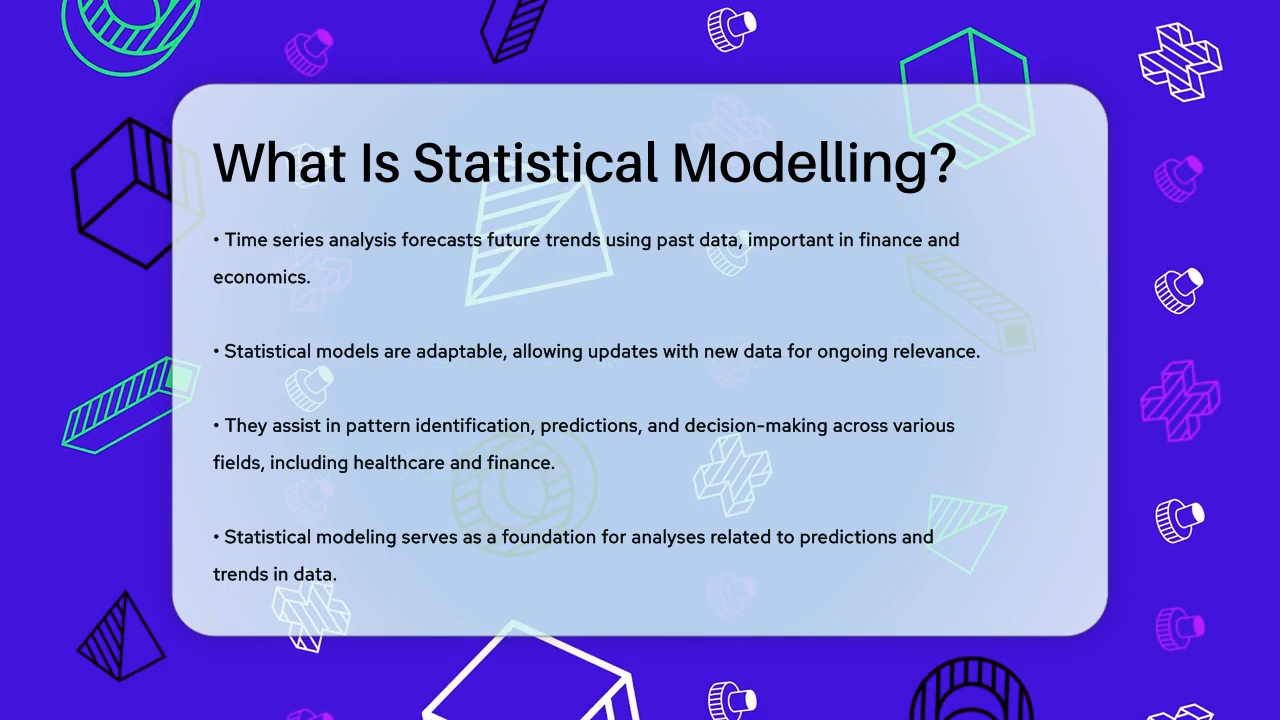 What Is Statistical Modelling?
• Time series analysis forecasts future trends using past data, important in finance and
economics.
• Statistical models are adaptable, allowing updates with new data for ongoing relevance.
• They assist in pattern identification, predictions, and decision-making across various
fields, including healthcare and finance.
• Statistical modeling serves as a foundation for analyses related to predictions and
trends in data.